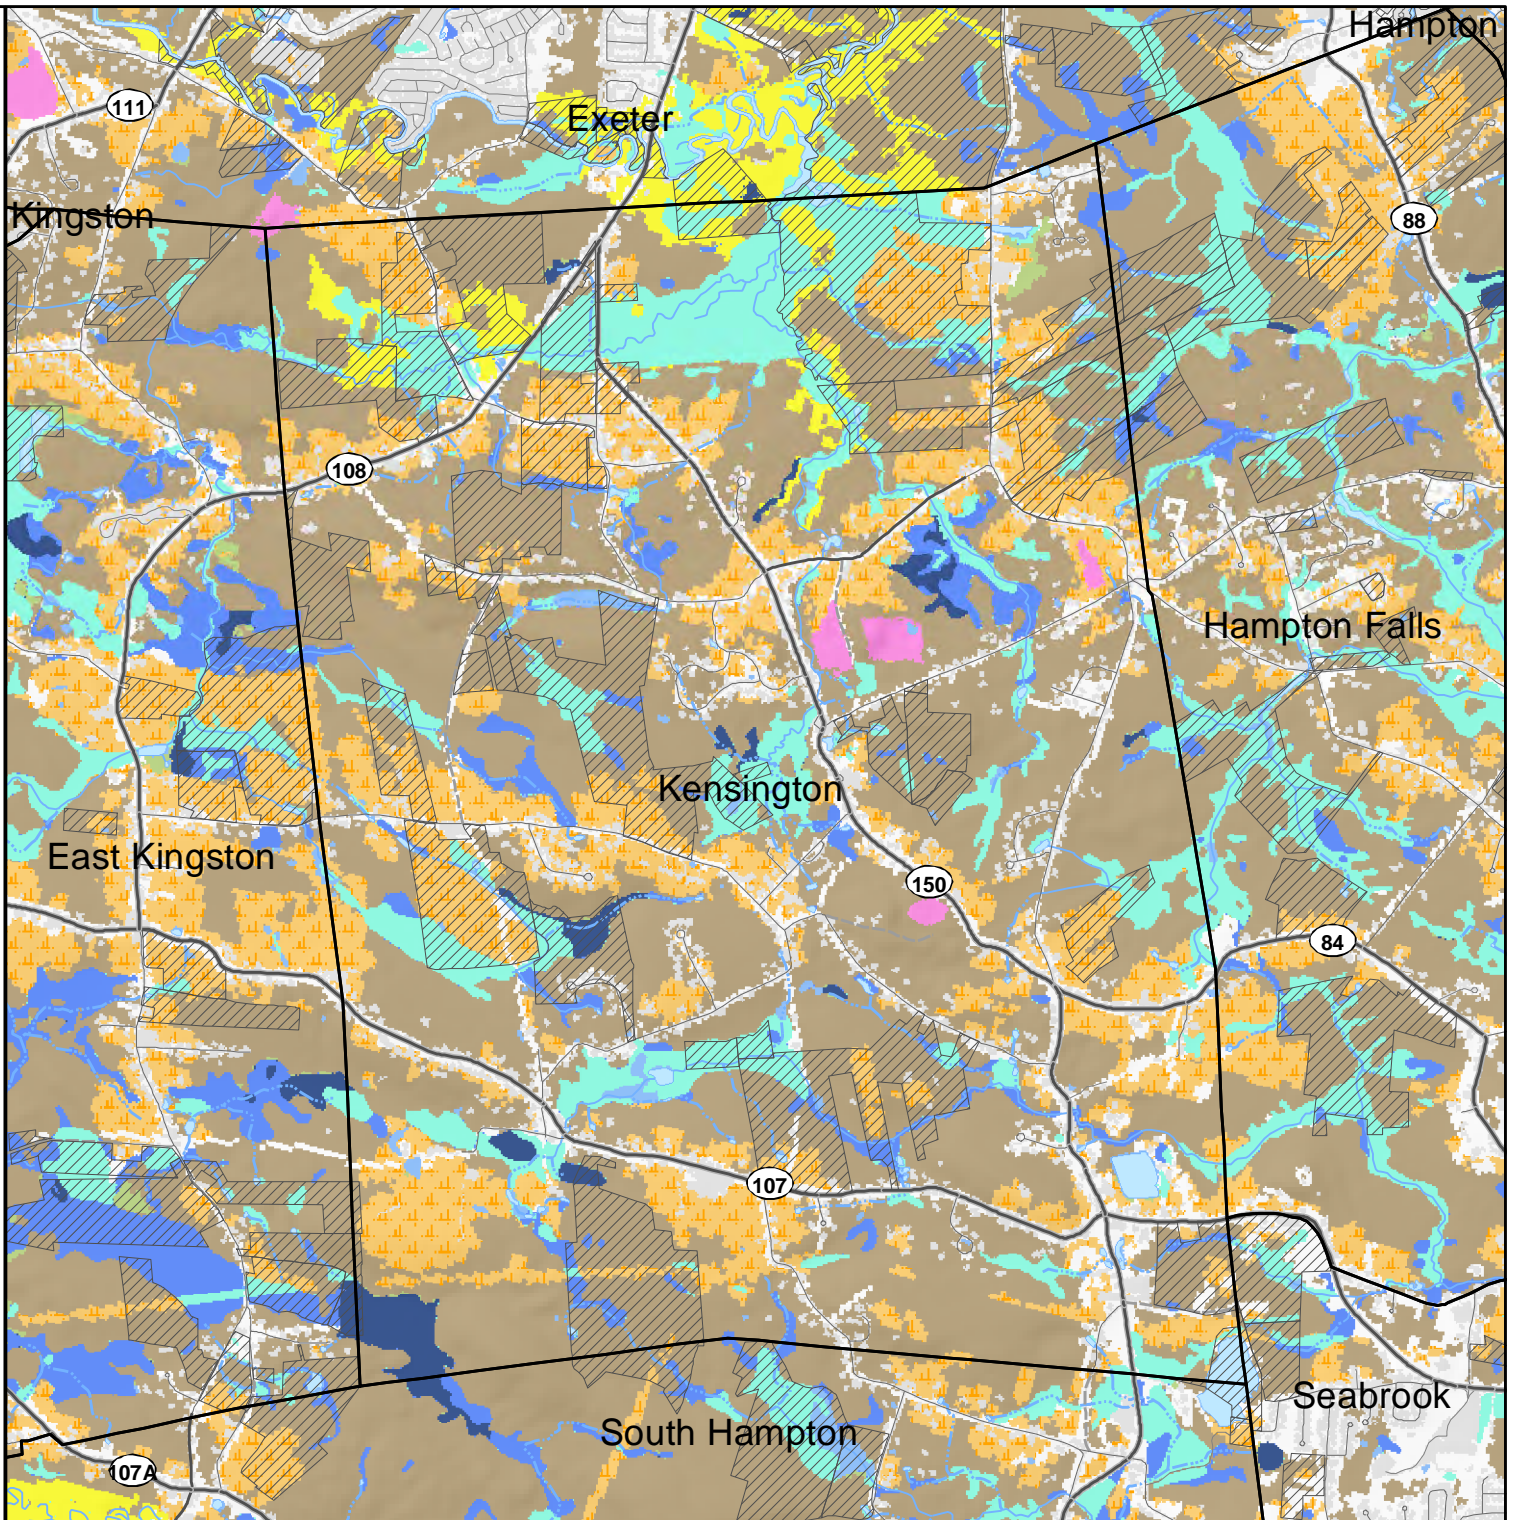 Hampton
111
Exeter
Kingston
88
108
Hampton Falls
Kensington
East Kingston
150
84
107
Seabrook
South Hampton
107A